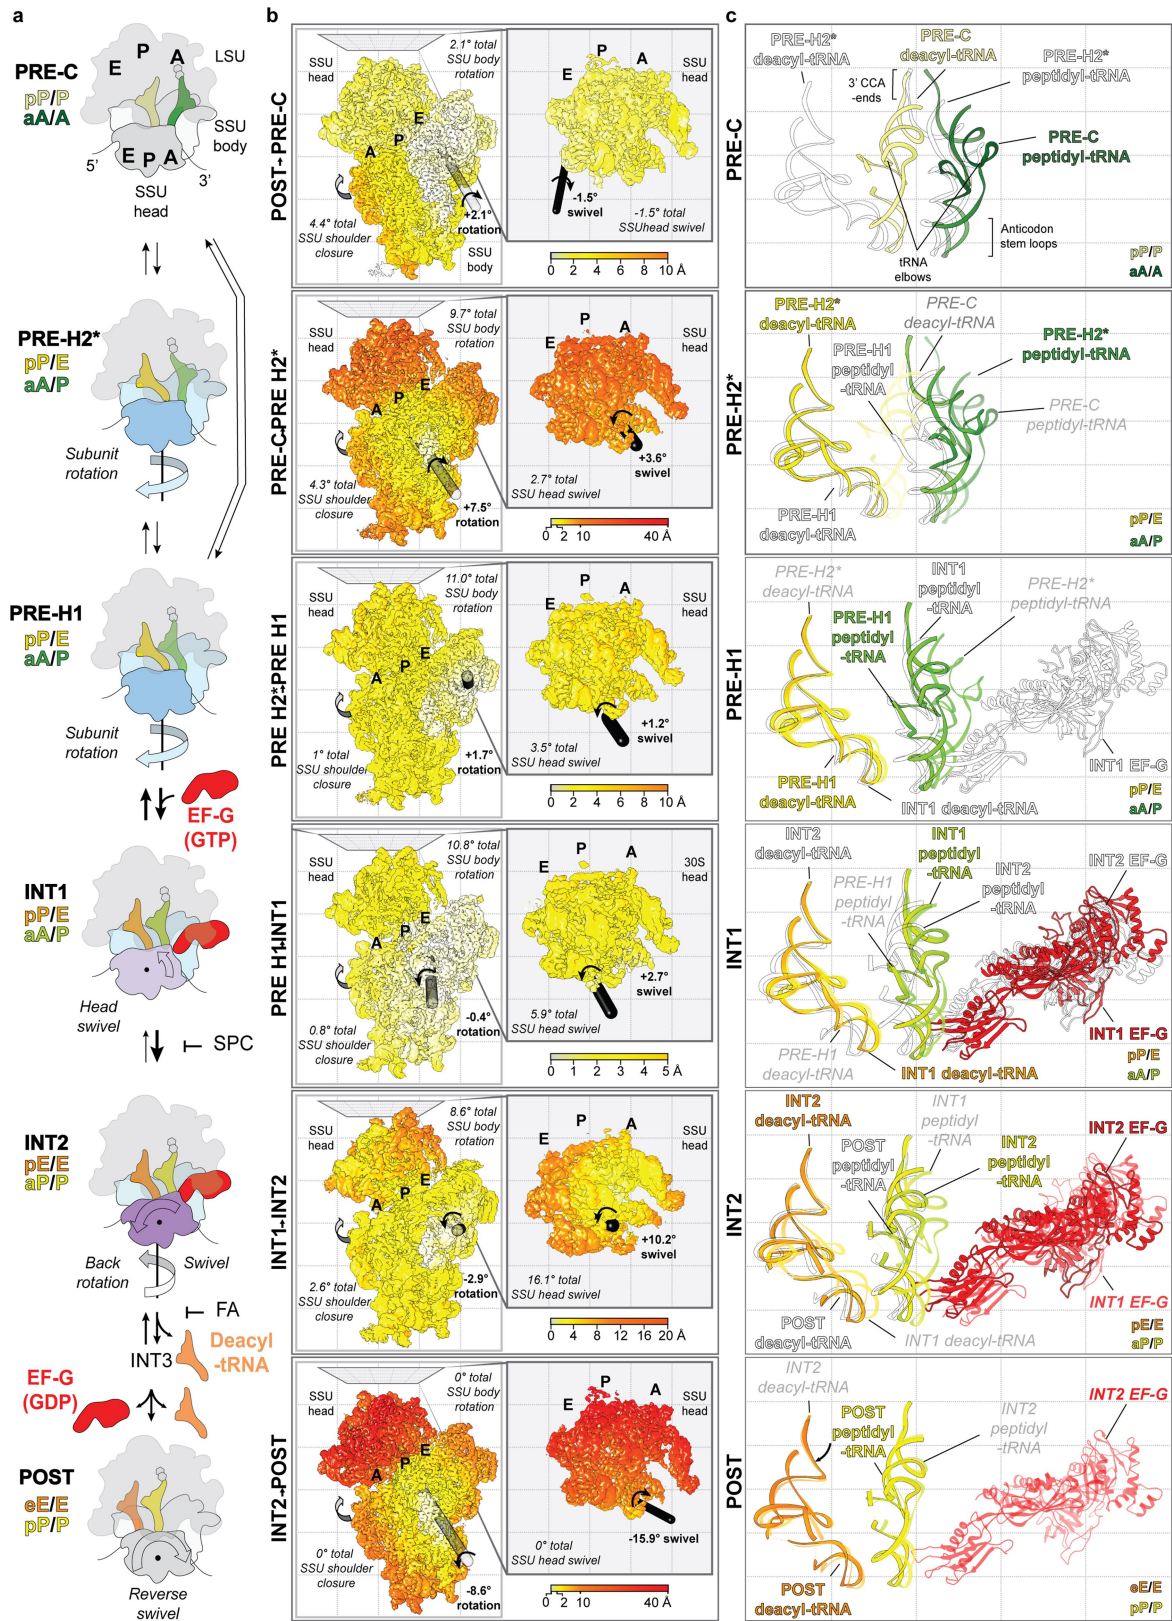 a
PRE-C
pP/P
aA/A
E
P
A
LSU
SSU
body
5'
E P A
3'
SSU
head
PRE-H2*
pP/E
aA/P
Subunit
rotation
PRE-H1
pP/E
aA/P
Subunit
rotation
EF-G
(GTP)
INT1
pP/E
aA/P
Head
swivel
SPC
INT2
pE/E
aP/P
Back
rotation
Swivel
FA
INT3
Deacyl
-tRNA
EF-G
(GDP)
POST
eE/E
pP/P
Reverse
swivel
b
POST→PRE-C
SSU
head
2.1° total
SSU body
rotation
E
P
A
4.4° total
SSU shoulder
closure
+2.1°
rotation
SSU
body
P
E
A
SSU
head
-1.5°
swivel
-1.5° total
SSUhead swivel
0 2 4 6 8 10 Å
PRE-C→PRE H2*
SSU
head
9.7° total
SSU body
rotation
E
P
A
4.3° total
SSU shoulder
closure
+7.5°
rotation
P
E
A
SSU
head
+3.6°
swivel
2.7° total
SSU head swivel
0 2 10 40 Å
PRE H2*→PRE H1
SSU
head
11.0° total
SSU body
rotation
E
P
A
1° total
SSU shoulder
closure
+1.7°
rotation
P
E
A
SSU
head
+1.2°
swivel
3.5° total
SSU head swivel
0 2 4 6 8 10 Å
PRE H1→INT1
SSU
head
10.8° total
SSU body
rotation
E
P
A
0.8° total
SSU shoulder
closure
-0.4°
rotation
P
E
A
30S
head
+2.7°
swivel
5.9° total
SSU head swivel
0 1 2 3 4 5 Å
INT1→INT2
SSU
head
8.6° total
SSU body
rotation
E
P
A
2.6° total
SSU shoulder
closure
-2.9°
rotation
P
E
A
SSU
head
+10.2°
swivel
16.1° total
SSU head swivel
0 4 8 12 16 20 Å
INT2→POST
SSU
head
0° total
SSU body
rotation
E
P
A
0° total
SSU shoulder
closure
-8.6°
rotation
P
E
A
SSU
head
-15.9° swivel
0° total
SSU head swivel
0 2 10 40 Å
c
PRE-C
PRE-H2*
deacyl-tRNA
PRE-C
deacyl-tRNA
PRE-H2*
peptidyl-tRNA
3' CCA
-ends
PRE-C
peptidyl-tRNA
Anticodon
stem loops
tRNA
elbows
pP/P
aA/A
PRE-H2*
PRE-H2*
deacyl-tRNA
PRE-C
deacyl-tRNA
PRE-H2*
peptidyl-tRNA
PRE-H1
peptidyl
-tRNA
PRE-C
peptidyl-tRNA
PRE-H1
deacyl-tRNA
pP/E
aA/P
PRE-H1
PRE-H2*
deacyl-tRNA
INT1
peptidyl
-tRNA
PRE-H2*
peptidyl-tRNA
PRE-H1
peptidyl
-tRNA
INT1 EF-G
PRE-H1
deacyl-tRNA
INT1 deacyl-tRNA
pP/E
aA/P
INT1
INT2
deacyl-tRNA
INT1
peptidyl
-tRNA
INT2 EF-G
INT2
peptidyl
-tRNA
PRE-H1
peptidyl
-tRNA
INT1 EF-G
PRE-H1
deacyl-tRNA
INT1 deacyl-tRNA
pP/E
aA/P
INT2
INT2
deacyl-tRNA
INT1
peptidyl
-tRNA
INT2 EF-G
POST
peptidyl
-tRNA
INT2
peptidyl
-tRNA
INT1 EF-G
POST
deacyl-tRNA
INT1 deacyl-tRNA
pE/E
aP/P
POST
INT2
deacyl-tRNA
INT2 EF-G
POST
peptidyl
-tRNA
INT2
peptidyl
-tRNA
POST
deacyl-tRNA
eE/E
pP/P